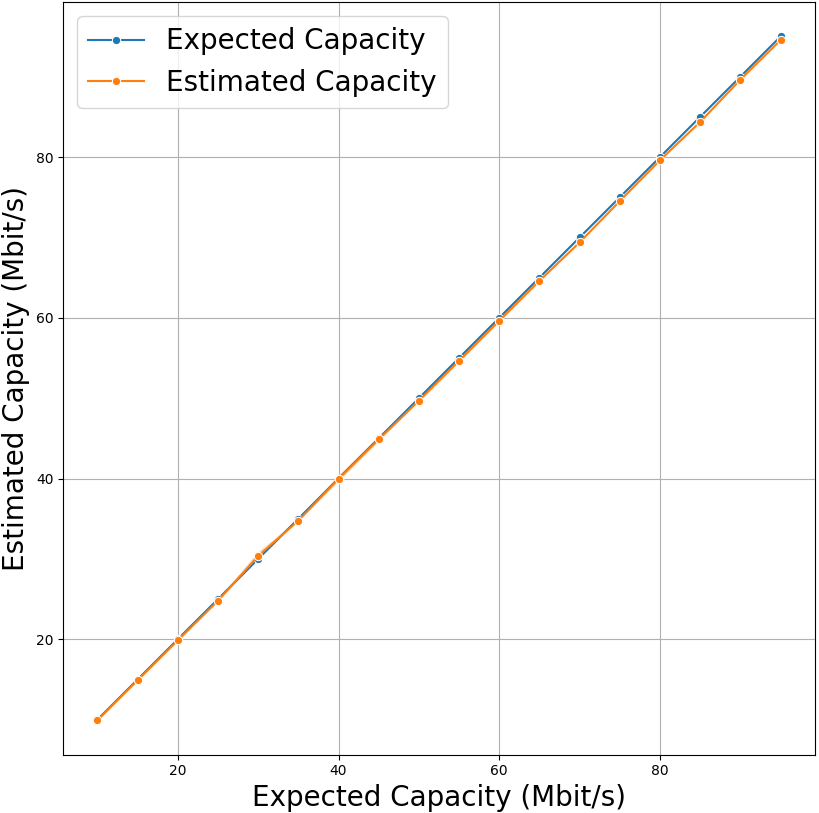 Expected Capacity
Estimated Capacity
Estimated Capacity (Mbit/s)
80
60
40
20
20 40 60 80
Expected Capacity (Mbit/s)